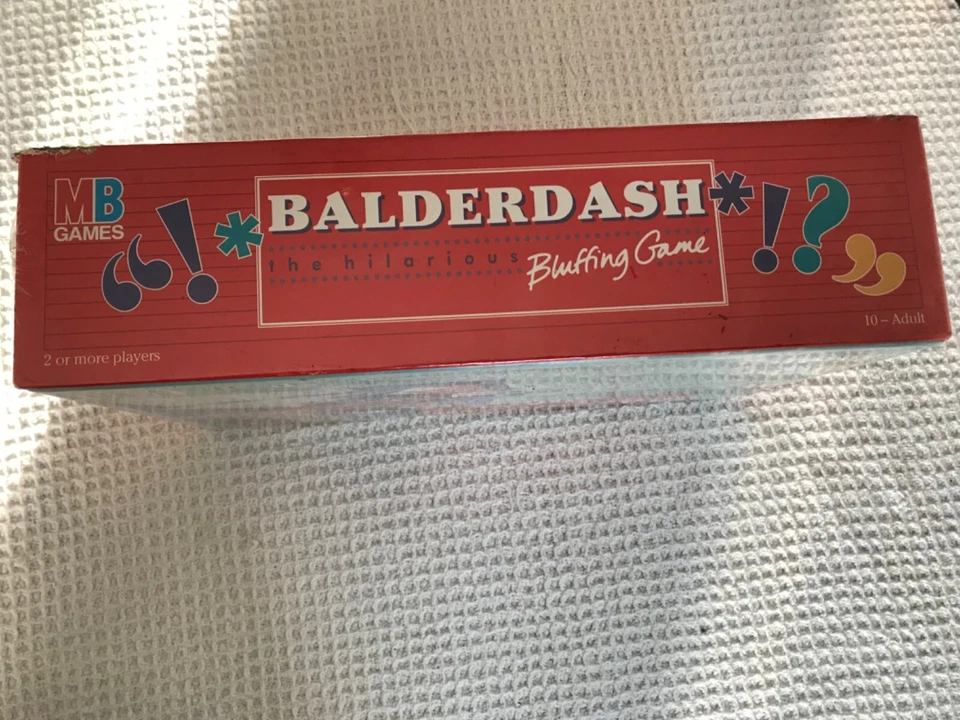 MB
GAMES
“!* BALDERDASH *!?”
the hilarious Bluffing Game
2 or more players
10 – Adult